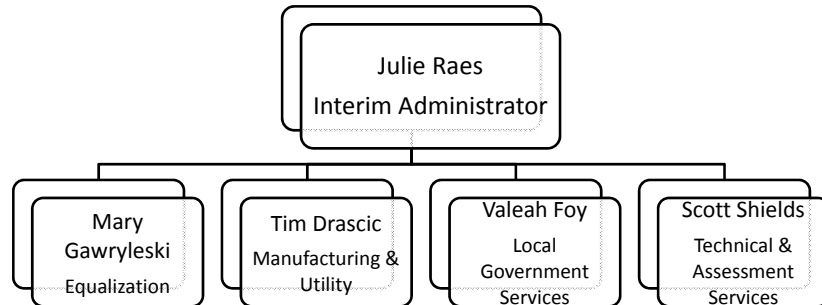 Julie Raes
Interim Administrator
Mary
Gawryleski
Equalization
Tim Drascic
Manufacturing &
Utility
Valeah Foy
Local
Government
Services
Scott Shields
Technical &
Assessment
Services